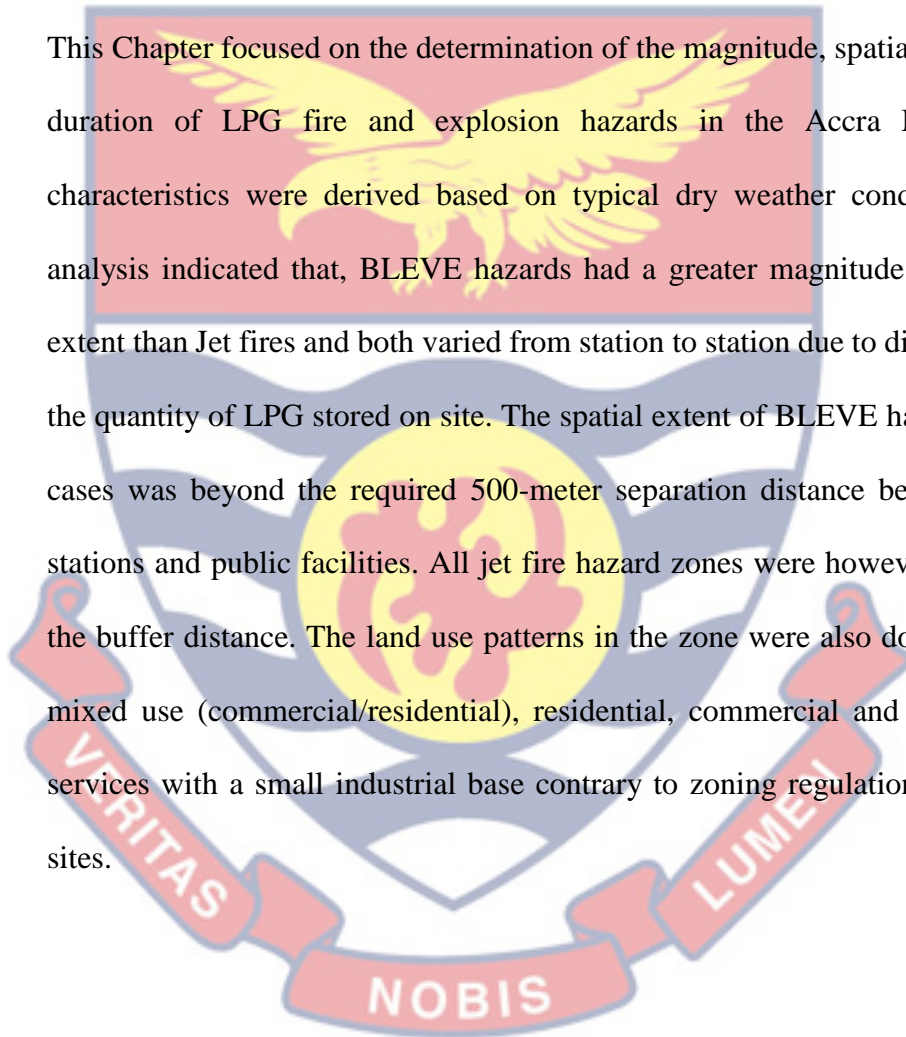 This Chapter focused on the determination of the magnitude, spatia
duration of LPG fire and explosion hazards in the Accra
characteristics were derived based on typical dry weather cond
analysis indicated that, BLEVE hazards had a greater magnitude
extent than Jet fires and both varied from station to station due to di
the quantity of LPG stored on site. The spatial extent of BLEVE ha
cases was beyond the required 500-meter separation distance be
stations and public facilities. All jet fire hazard zones were howev
the buffer distance. The land use patterns in the zone were also do
mixed use (commercial/residential), residential, commercial and
services with a small industrial base contrary to zoning regulation
sites.
VERITAS
NOBIS
LUMEN